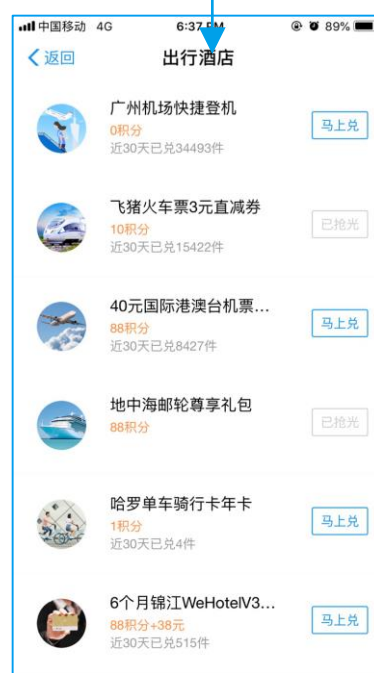 中国移动 4G 6:37 PM 89%
返回 出行酒店
广州机场快捷登机
0积分
近30天已兑34493件
马上兑
飞猪火车票3元直减券
10积分
近30天已兑15422件
已抢光
40元国际港澳台机票...
88积分
近30天已兑8427件
马上兑
地中海邮轮尊享礼包
88积分
已抢光
哈罗单车骑行卡年卡
1积分
近30天已兑4件
马上兑
6个月锦江WeHotelV3...
88积分+38元
近30天已兑515件
马上兑